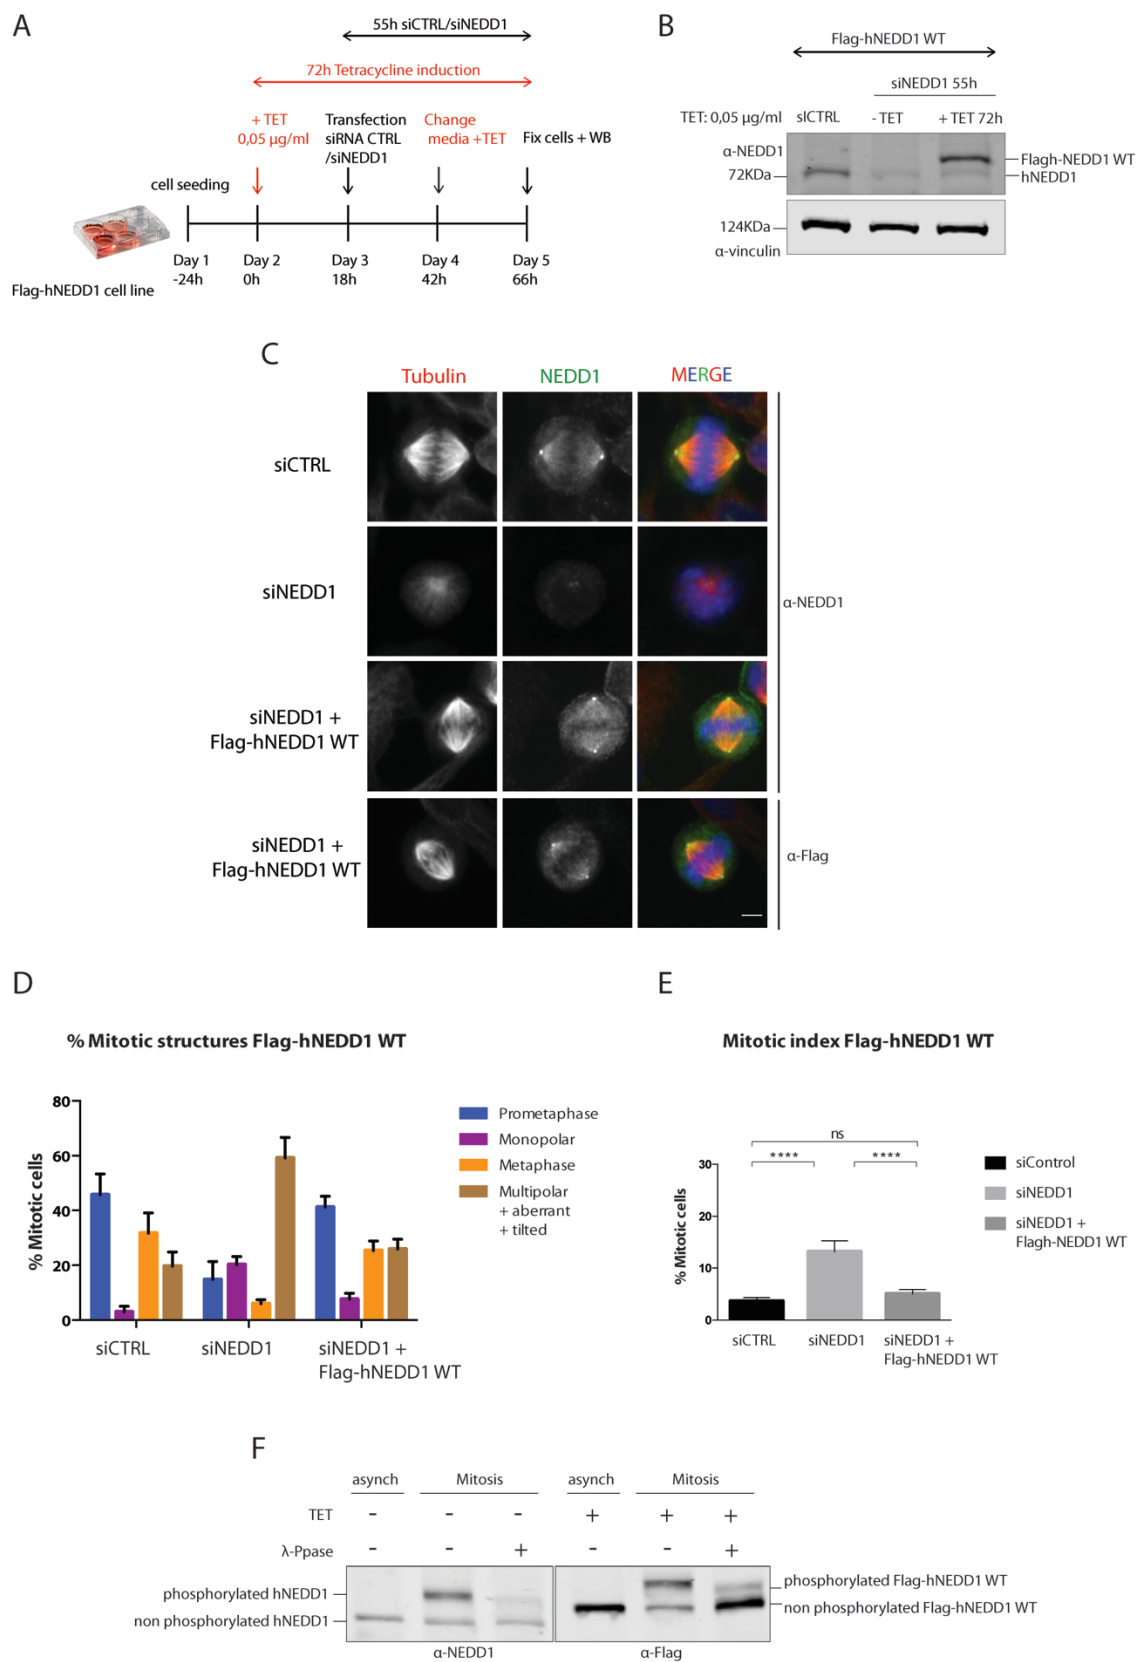 A
55h siCTRL/siNEDD1
72h Tetracycline induction
+ TET
0,05 µg/ml
Transfection
siRNA CTRL
/siNEDD1
Change
media +TET
Fix cells + WB
cell seeding
Day 1
-24h
Day 2
0h
Day 3
18h
Day 4
42h
Day 5
66h
Flag-hNEDD1 cell line
B
Flag-hNEDD1 WT
siNEDD1 55h
TET: 0,05 µg/ml
sICTRL
- TET
+ TET 72h
α-NEDD1
72KDa
Flagh-NEDD1 WT
hNEDD1
124KDa
α-vinculin
C
Tubulin
NEDD1
MERGE
siCTRL
siNEDD1
siNEDD1 +
Flag-hNEDD1 WT
α-NEDD1
siNEDD1 +
Flag-hNEDD1 WT
α-Flag
D
% Mitotic structures Flag-hNEDD1 WT
% Mitotic cells
80
60
40
20
0
siCTRL
siNEDD1
siNEDD1 +
Flag-hNEDD1 WT
Prometaphase
Monopolar
Metaphase
Multipolar
+ aberrant
+ tilted
E
Mitotic index Flag-hNEDD1 WT
% Mitotic cells
30
20
10
0
ns
****
****
siCTRL
siNEDD1
siNEDD1 +
Flag-hNEDD1 WT
siControl
siNEDD1
siNEDD1 +
Flagh-NEDD1 WT
F
asynch
Mitosis
asynch
Mitosis
TET - - - + + +
λ-Ppase - - + - - +
phosphorylated hNEDD1
non phosphorylated hNEDD1
phosphorylated Flag-hNEDD1 WT
non phosphorylated Flag-hNEDD1 WT
α-NEDD1
α-Flag